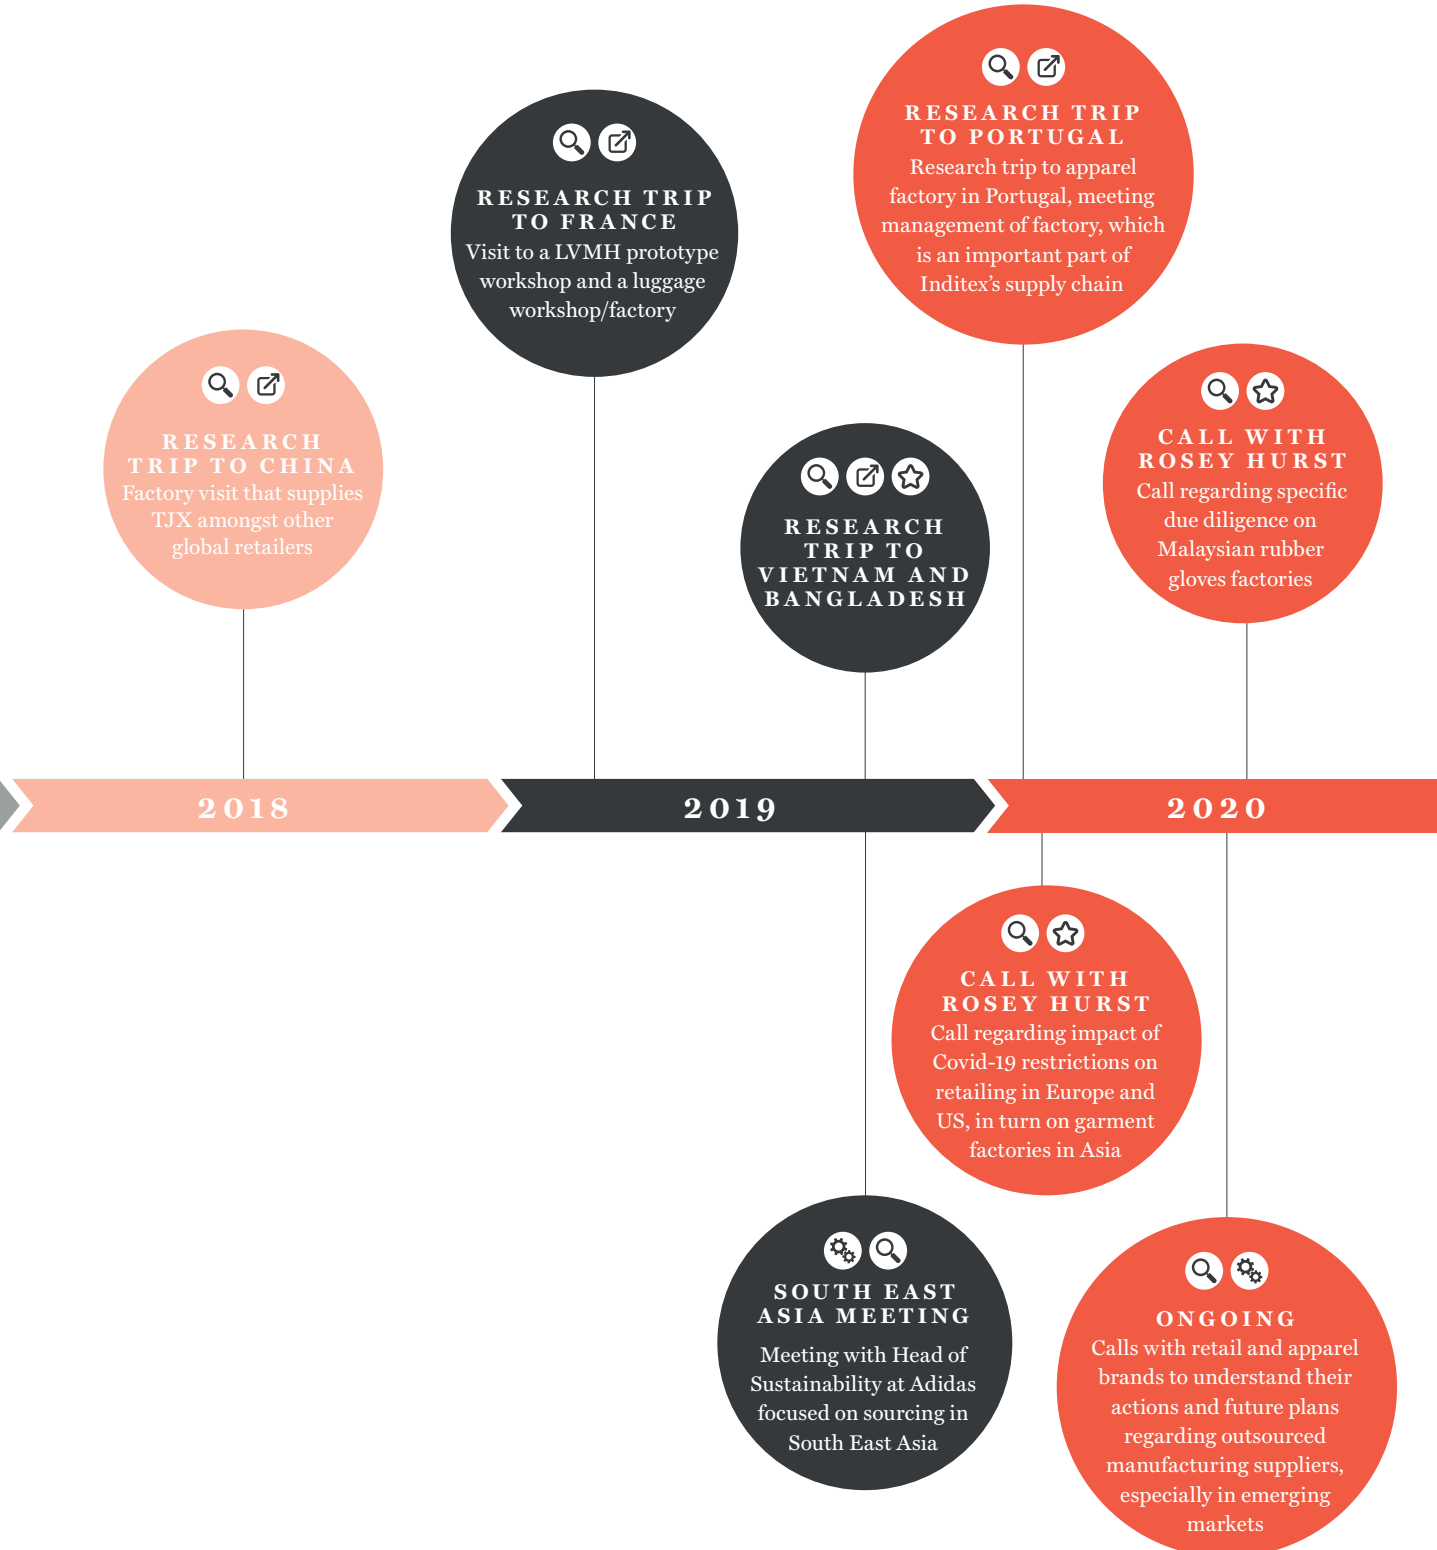 RESEARCH
TRIP TO CHINA
Factory visit that supplies
TJX amongst other
global retailers
RESEARCH TRIP
TO FRANCE
Visit to a LVMH prototype
workshop and a luggage
workshop/factory
RESEARCH TRIP
TO PORTUGAL
Research trip to apparel
factory in Portugal, meeting
management of factory, which
is an important part of
Inditex’s supply chain
RESEARCH
TRIP TO
VIETNAM AND
BANGLADESH
CALL WITH
ROSEY HURST
Call regarding specific
due diligence on
Malaysian rubber
gloves factories
2018
2019
2020
CALL WITH
ROSEY HURST
Call regarding impact of
Covid-19 restrictions on
retailing in Europe and
US, in turn on garment
factories in Asia
SOUTH EAST
ASIA MEETING
Meeting with Head of
Sustainability at Adidas
focused on sourcing in
South East Asia
ONGOING
Calls with retail and apparel
brands to understand their
actions and future plans
regarding outsourced
manufacturing suppliers,
especially in emerging
markets